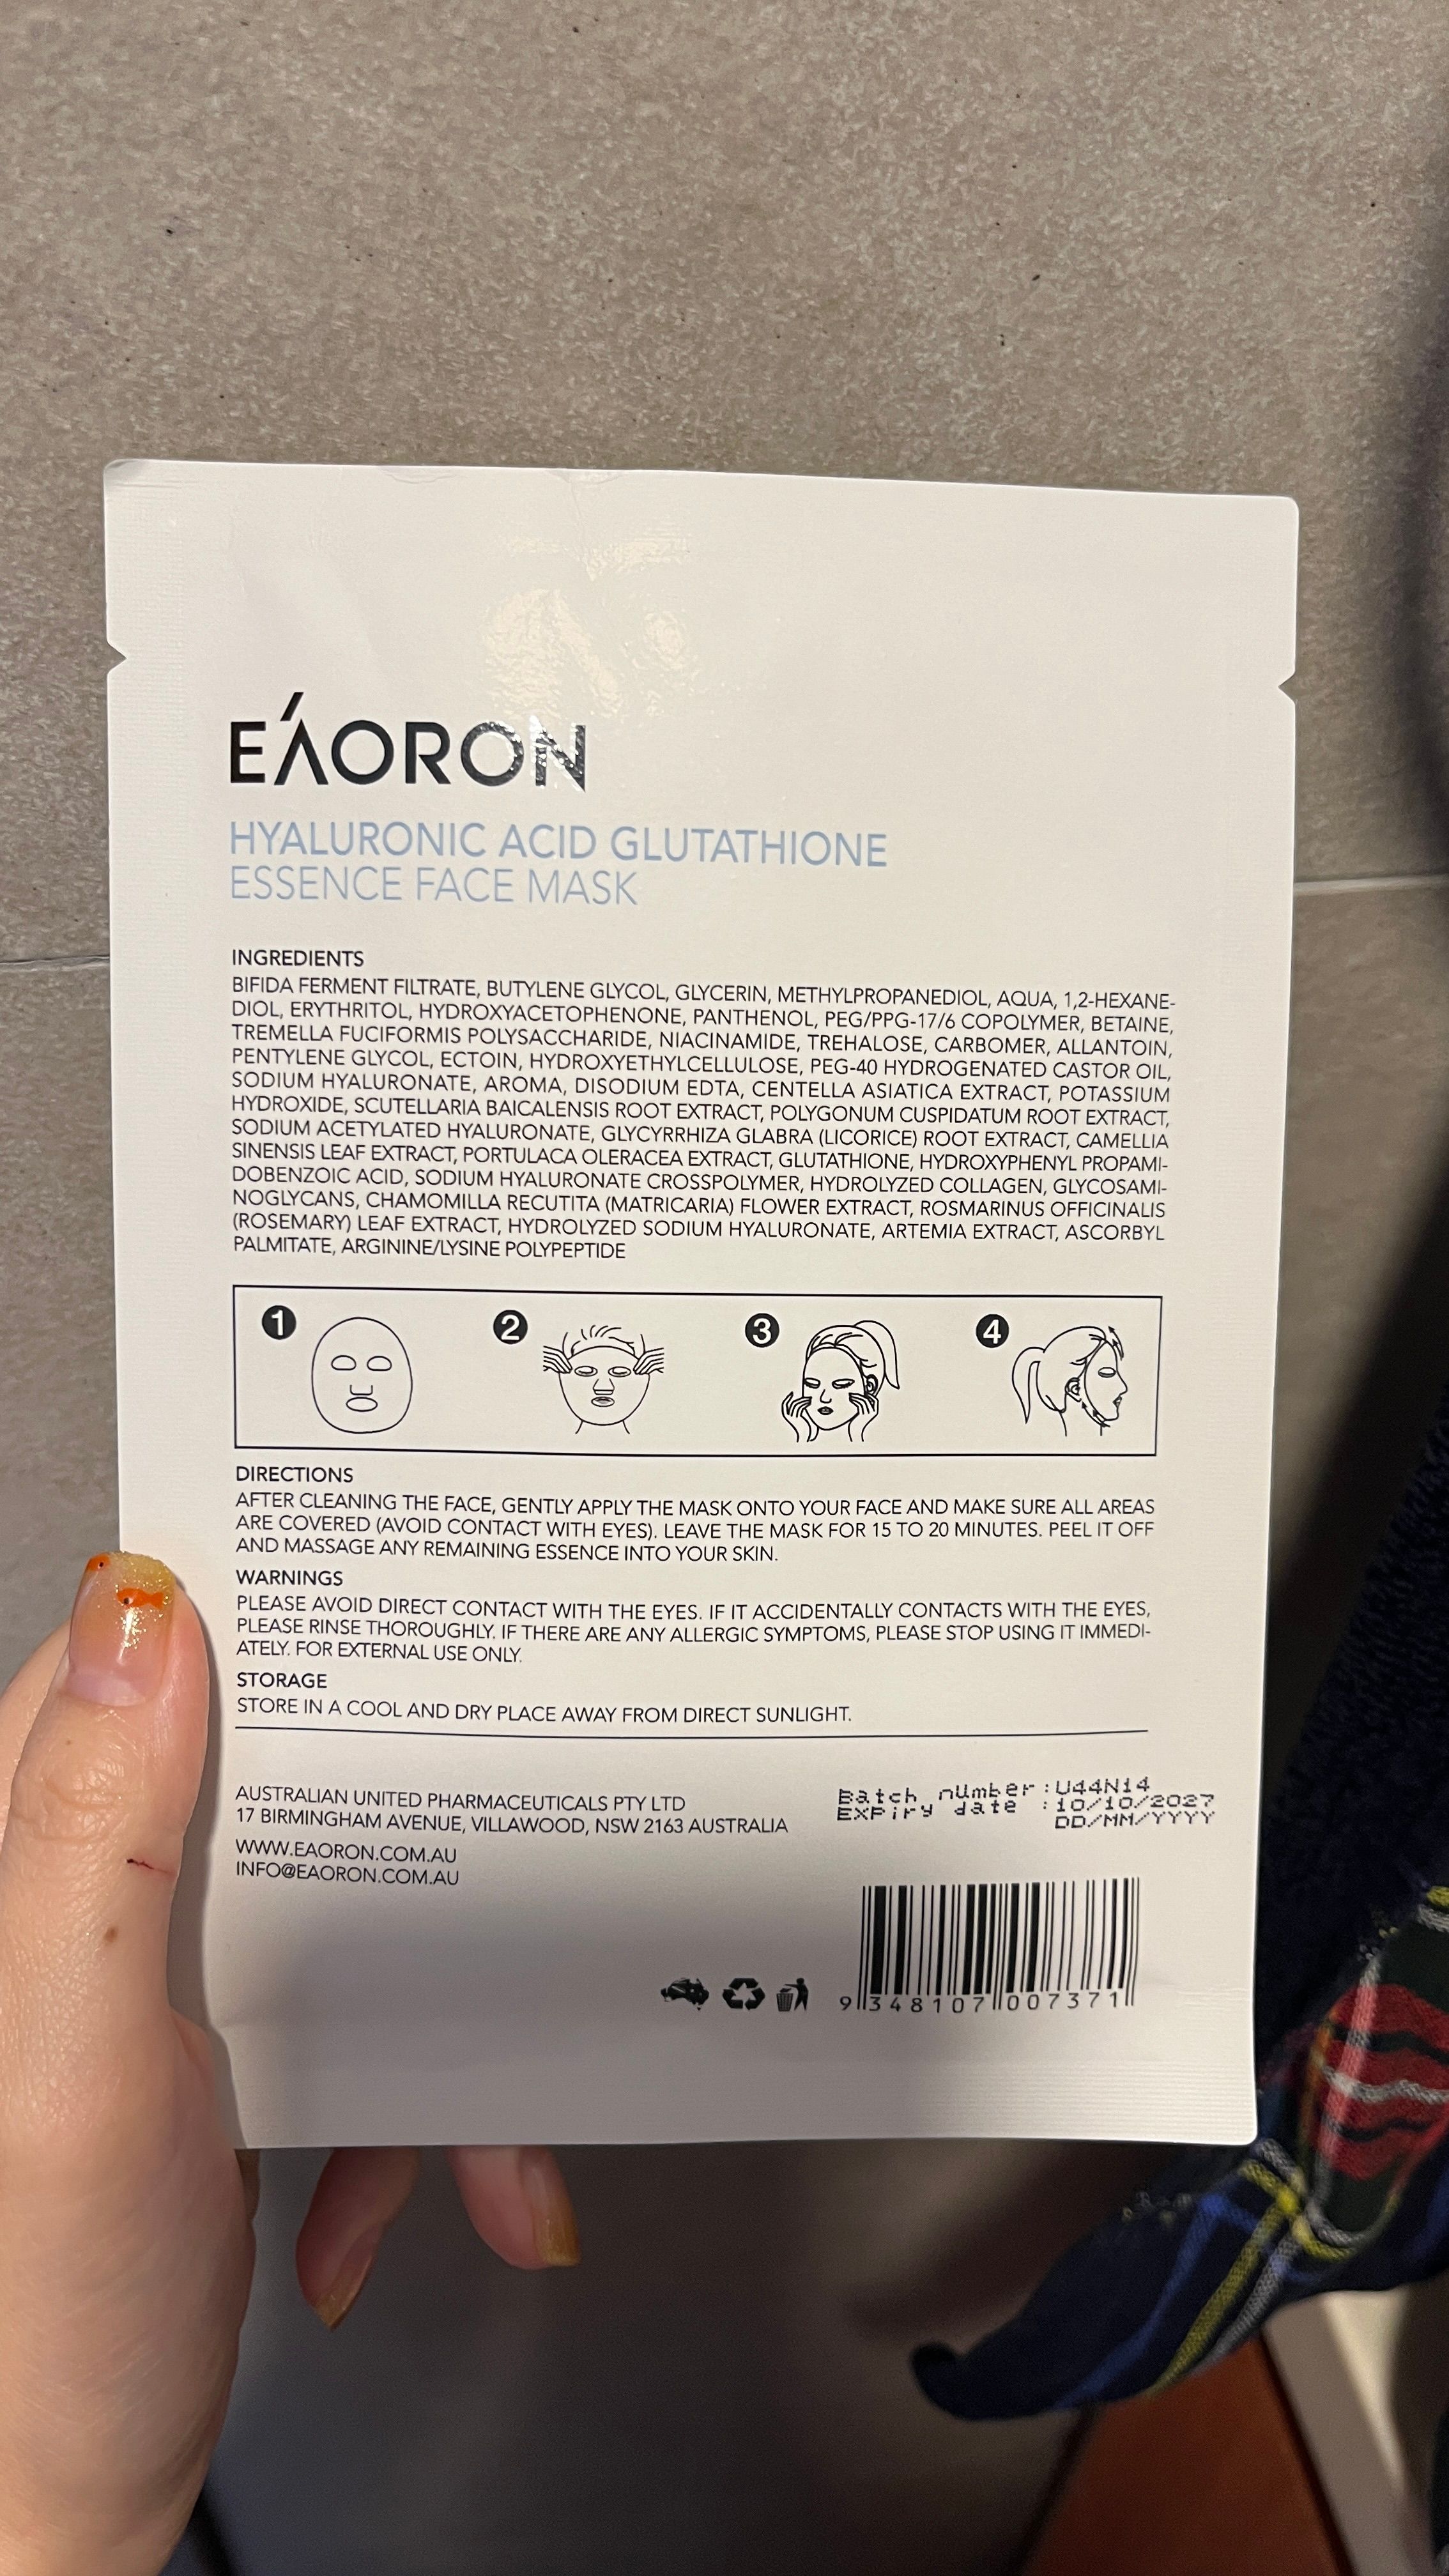 EÁORON
HYALURONIC ACID GLUTATHIONE
ESSENCE FACE MASK
INGREDIENTS
BIFIDA FERMENT FILTRATE, BUTYLENE GLYCOL, GLYCERIN, METHYLPROPANEDIOL, AQUA, 1,2-HEXANE-
DIOL, ERYTHRITOL, HYDROXYACETOPHENONE, PANTHENOL, PEG/PPG-17/6 COPOLYMER, BETAINE,
TREMELLA FUCIFORMIS POLYSACCHARIDE, NIACINAMIDE, TREHALOSE, CARBOMER, ALLANTOIN,
PENTYLENE GLYCOL, ECTOIN, HYDROXYETHYLCELLULOSE, PEG-40 HYDROGENATED CASTOR OIL,
SODIUM HYALURONATE, AROMA, DISODIUM EDTA, CENTELLA ASIATICA EXTRACT, POTASSIUM
HYDROXIDE, SCUTELLARIA BAICALENSIS ROOT EXTRACT, POLYGONUM CUSPIDATUM ROOT EXTRACT,
SODIUM ACETYLATED HYALURONATE, GLYCYRRHIZA GLABRA (LICORICE) ROOT EXTRACT, CAMELLIA
SINENSIS LEAF EXTRACT, PORTULACA OLERACEA EXTRACT, GLUTATHIONE, HYDROXYPHENYL PROPAMI-
DOBENZOIC ACID, SODIUM HYALURONATE CROSSPOLYMER, HYDROLYZED COLLAGEN, GLYCOSAMI-
NOGLYCANS, CHAMOMILLA RECUTITA (MATRICARIA) FLOWER EXTRACT, ROSMARINUS OFFICINALIS
(ROSEMARY) LEAF EXTRACT, HYDROLYZED SODIUM HYALURONATE, ARTEMIA EXTRACT, ASCORBYL
PALMITATE, ARGININE/LYSINE POLYPEPTIDE
1 2 3 4
DIRECTIONS
AFTER CLEANING THE FACE, GENTLY APPLY THE MASK ONTO YOUR FACE AND MAKE SURE ALL AREAS
ARE COVERED (AVOID CONTACT WITH EYES). LEAVE THE MASK FOR 15 TO 20 MINUTES. PEEL IT OFF
AND MASSAGE ANY REMAINING ESSENCE INTO YOUR SKIN.
WARNINGS
PLEASE AVOID DIRECT CONTACT WITH THE EYES. IF IT ACCIDENTALLY CONTACTS WITH THE EYES,
PLEASE RINSE THOROUGHLY. IF THERE ARE ANY ALLERGIC SYMPTOMS, PLEASE STOP USING IT IMMEDI-
ATELY. FOR EXTERNAL USE ONLY.
STORAGE
STORE IN A COOL AND DRY PLACE AWAY FROM DIRECT SUNLIGHT.
AUSTRALIAN UNITED PHARMACEUTICALS PTY LTD
17 BIRMINGHAM AVENUE, VILLAWOOD, NSW 2163 AUSTRALIA
WWW.EAORON.COM.AU
INFO@EAORON.COM.AU
Batch number :U44N14
EXPiry date :10/10/2027
DD/MM/YYYY
9 348107 007371